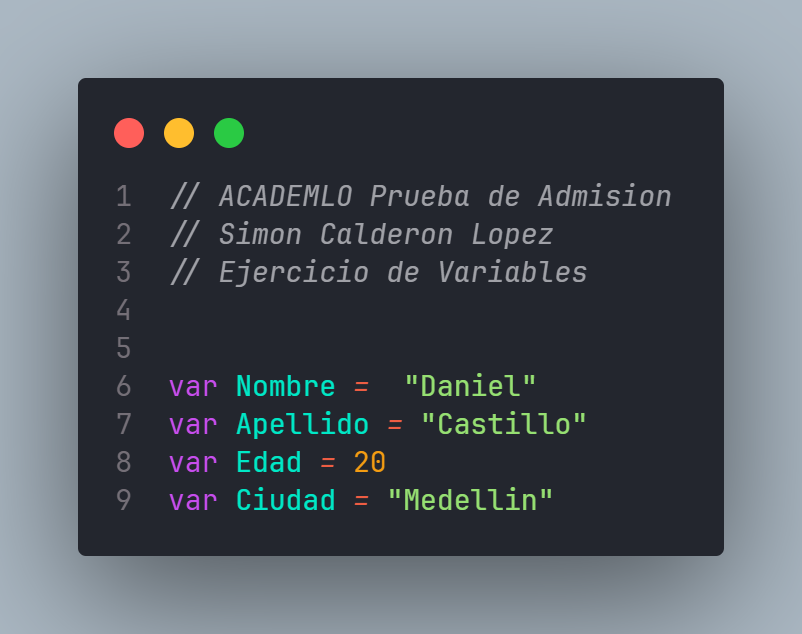 1 // ACADEMLO Prueba de Admision
2 // Simon Calderon Lopez
3 // Ejercicio de Variables
4
5
6 var Nombre =  "Daniel"
7 var Apellido = "Castillo"
8 var Edad = 20
9 var Ciudad = "Medellin"